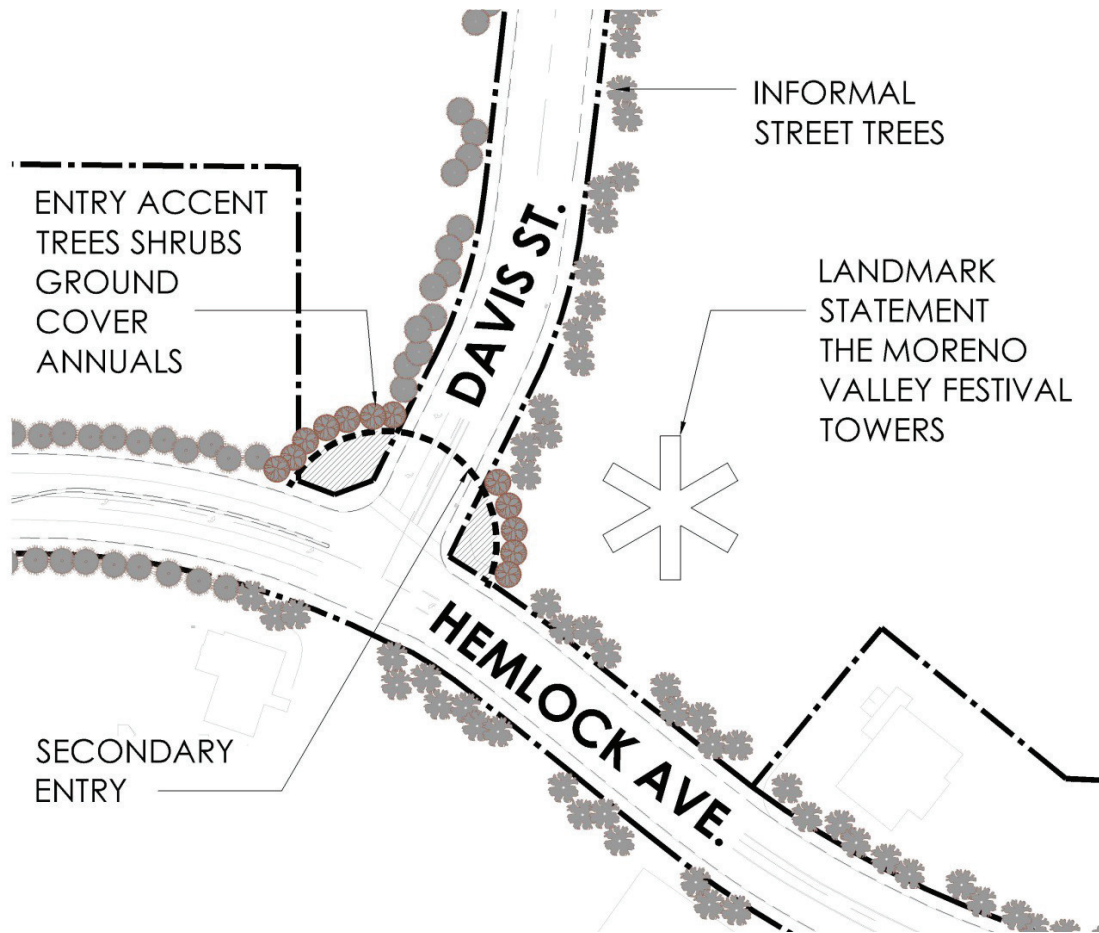 INFORMAL
STREET TREES
ENTRY ACCENT
TREES SHRUBS
GROUND
COVER
ANNUALS
DAVIS ST.
LANDMARK
STATEMENT
THE MORENO
VALLEY FESTIVAL
TOWERS
HEMLOCK AVE.
SECONDARY
ENTRY